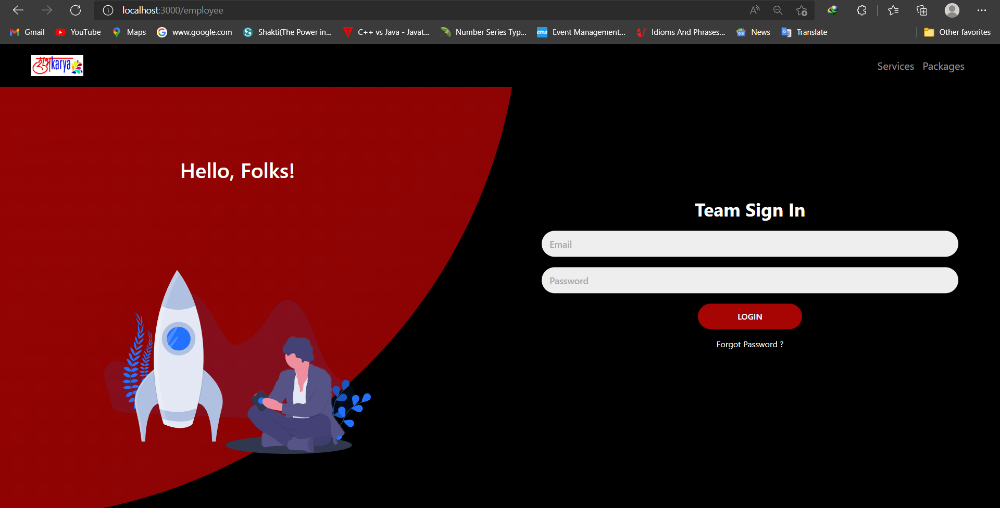 localhost:3000/employee
Gmail YouTube Maps www.google.com Shakti(The Power in... C++ vs Java - Javat... Number Series Typ... Event Management... Idioms And Phrases... News Translate Other favorites
शुभkarya Services Packages
Hello, Folks!
Team Sign In
Email
Password
LOGIN
Forgot Password ?